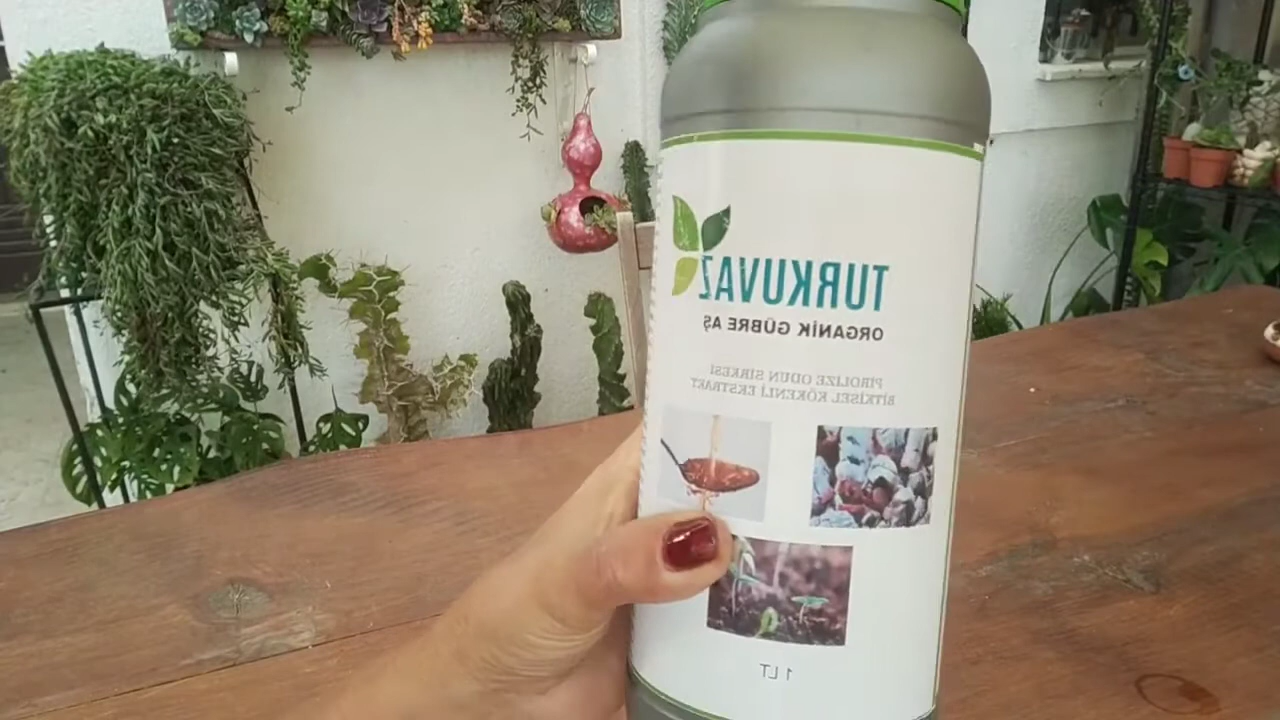 TURKUVAZ
ORGANİK GÜBRE AŞ
PİROLİZE ODUN SİRKESİ
BİTKİSEL KÖKENLİ EKSTRAKT
1 LT